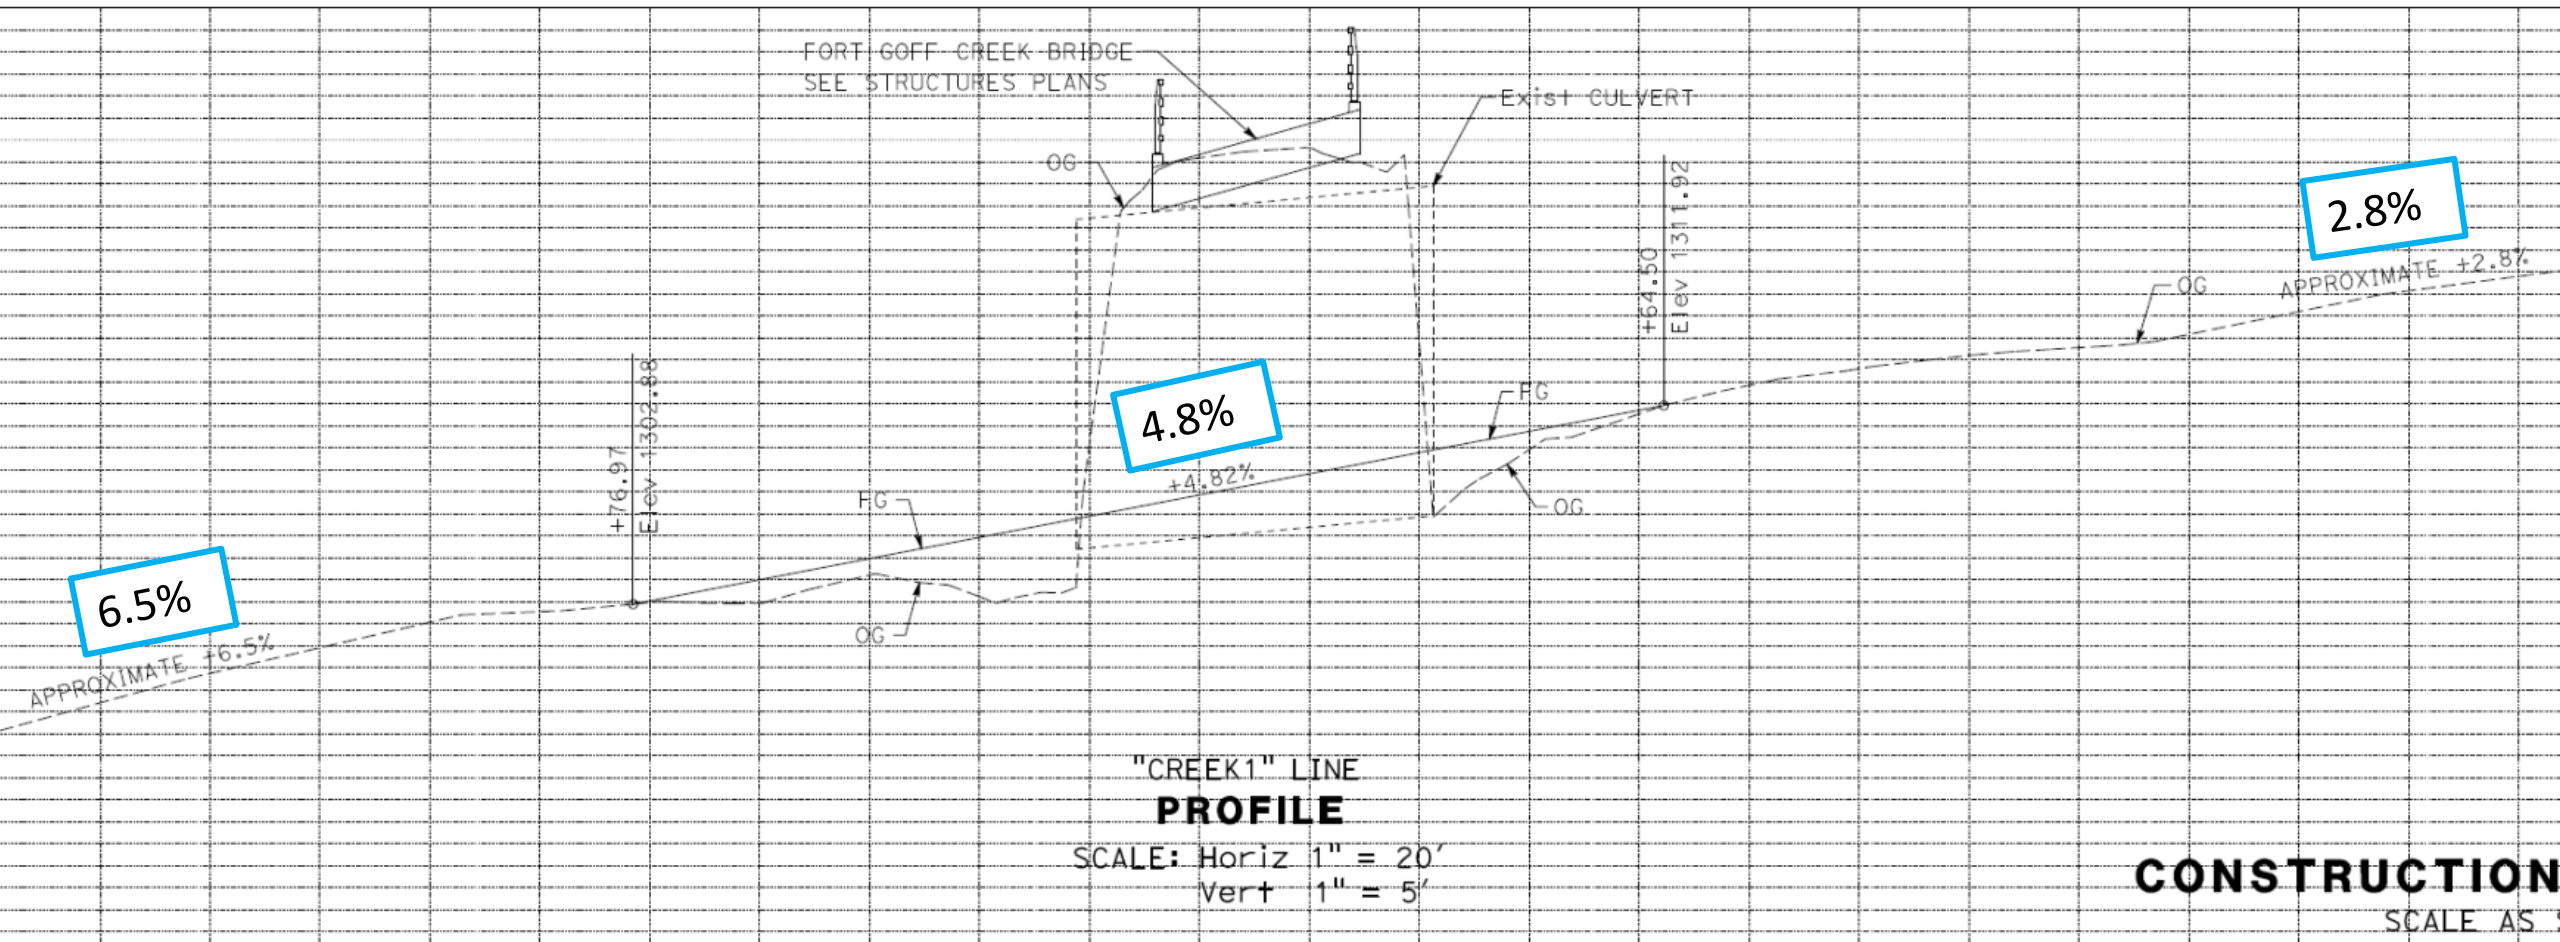 FORT GOFF CREEK BRIDGE
SEE STRUCTURES PLANS
Exist CULVERT
OG
+64.50
Elev 1311.92
2.8%
APPROXIMATE +2.8%
OG
+76.97
Elev 1302.88
4.8%
+4.82%
FG
FG
OG
6.5%
APPROXIMATE +6.5%
OG
"CREEK1" LINE
PROFILE
SCALE: Horiz 1" = 20'
Vert 1" = 5'
CONSTRUCTION
SCALE AS